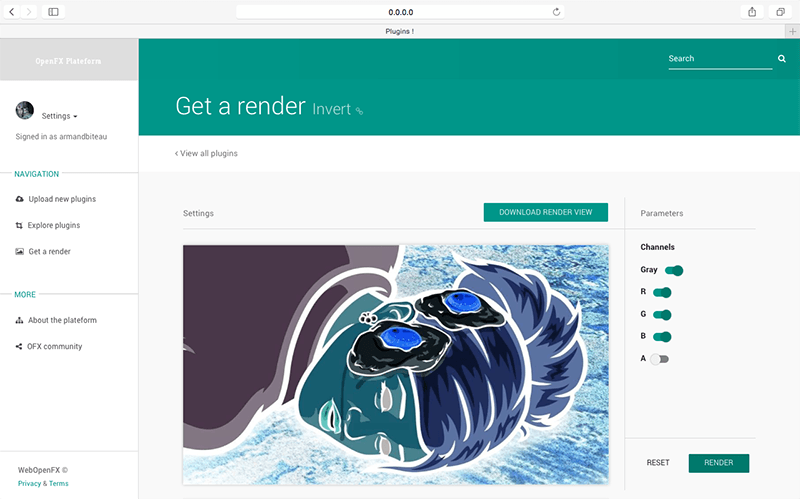 0.0.0.0
Plugins !
OpenFX Plateform
Search
Settings
Signed in as armandbiteau
Get a render Invert
NAVIGATION
Upload new plugins
Explore plugins
Get a render
MORE
About the plateform
OFX community
WebOpenFX ©
Privacy & Terms
‹ View all plugins
Settings
DOWNLOAD RENDER VIEW
Parameters
Channels
Gray
R
G
B
A
RESET
RENDER